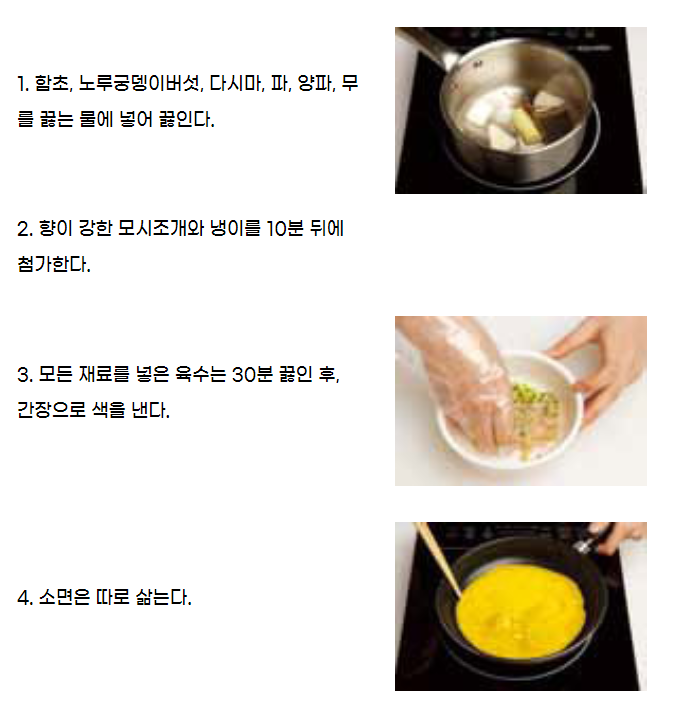 1. 함초, 노루궁뎅이버섯, 다시마, 파, 양파, 무
를 끓는 물에 넣어 끓인다.
2. 향이 강한 모시조개와 냉이를 10분 뒤에
첨가한다.
3. 모든 재료를 넣은 육수는 30분 끓인 후,
간장으로 색을 낸다.
4. 소면은 따로 삶는다.